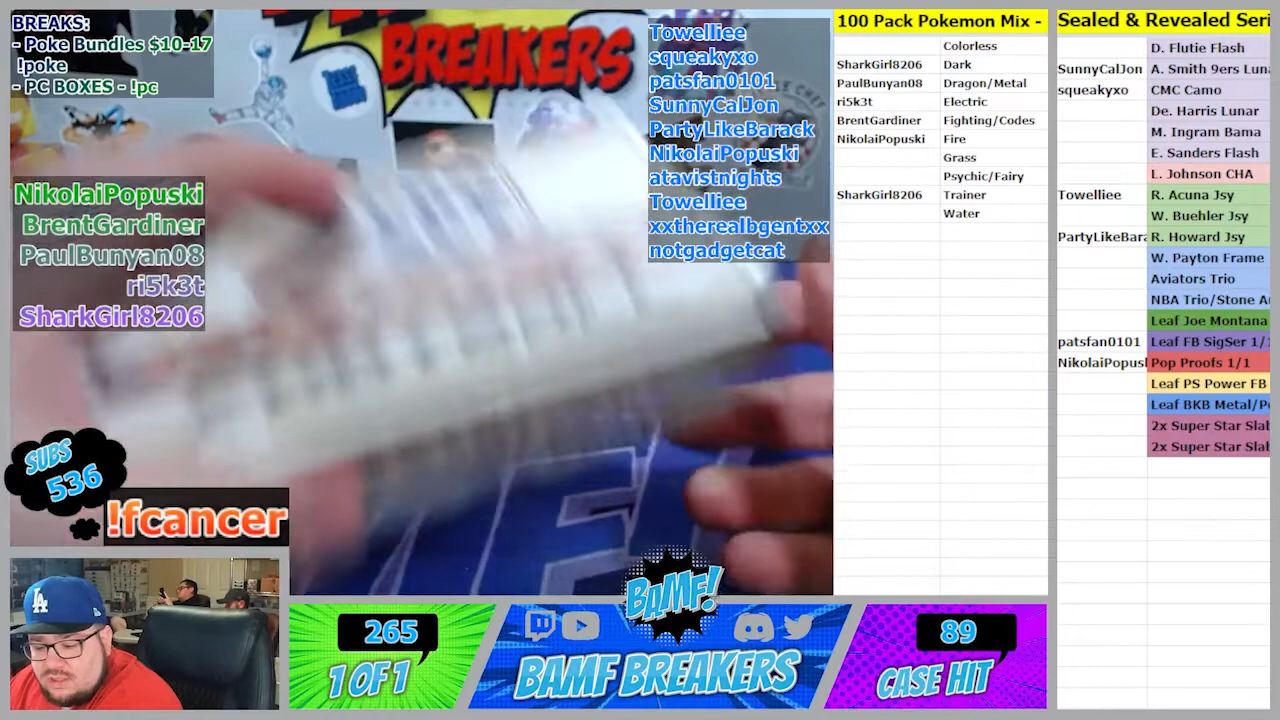 BREAKS:
- Poke Bundles $10-17
!poke
- PC BOXES - !pc
BREAKERS
NikolaiPopuski
BrentGardiner
PaulBunyan08
ri5k3t
SharkGirl8206
Towelliee
squeakyxo
patsfan0101
SunnyCalJon
PartyLikeBarack
NikolaiPopuski
atavistnights
Towelliee
xxtherealbgentxx
notgadgetcat
SUBS
536
!fcancer
LA
265
1 OF 1
BAMF!
BAMF BREAKERS
89
CASE HIT
100 Pack Pokemon Mix -
Colorless
SharkGirl8206 Dark
PaulBunyan08 Dragon/Metal
ri5k3t Electric
BrentGardiner Fighting/Codes
NikolaiPopuski Fire
Grass
Psychic/Fairy
SharkGirl8206 Trainer
Water
Sealed & Revealed Seri
D. Flutie Flash
SunnyCalJon A. Smith 9ers Luna
squeakyxo CMC Camo
De. Harris Lunar
M. Ingram Bama
E. Sanders Flash
L. Johnson CHA
Towelliee R. Acuna Jsy
W. Buehler Jsy
PartyLikeBara R. Howard Jsy
W. Payton Frame
Aviators Trio
NBA Trio/Stone A
Leaf Joe Montana
patsfan0101 Leaf FB SigSer 1/
NikolaiPopus Pop Proofs 1/1
Leaf PS Power FB
Leaf BKB Metal/P
2x Super Star Slab
2x Super Star Slab